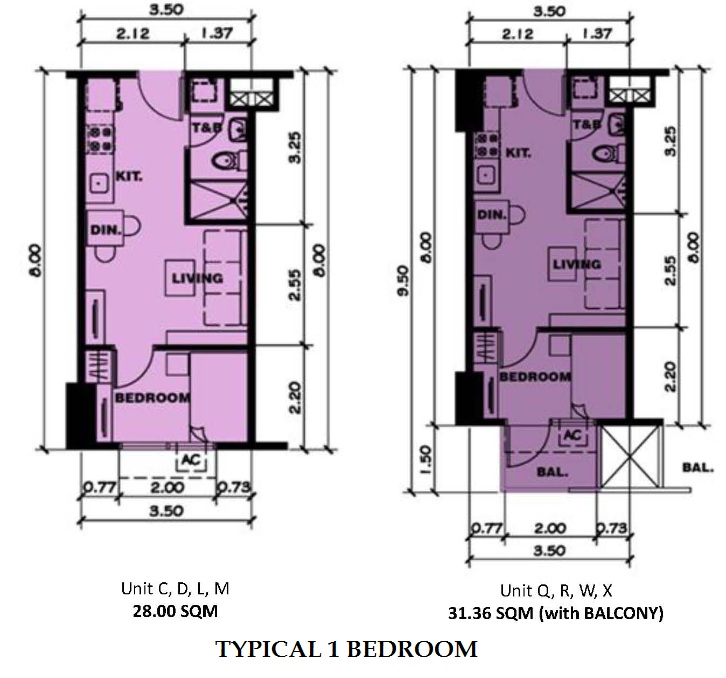 3.50
2.12 1.37
8.00
T&B
KIT.
DIN.
LIVING
BEDROOM
AC
3.25
2.55
2.20
8.00
0.77 2.00 0.73
3.50
Unit C, D, L, M
28.00 SQM
3.50
2.12 1.37
9.50
8.00
1.50
T&B
KIT.
DIN.
LIVING
BEDROOM
AC
BAL.
BAL.
3.25
2.55
2.20
8.00
0.77 2.00 0.73
3.50
Unit Q, R, W, X
31.36 SQM (with BALCONY)
TYPICAL 1 BEDROOM